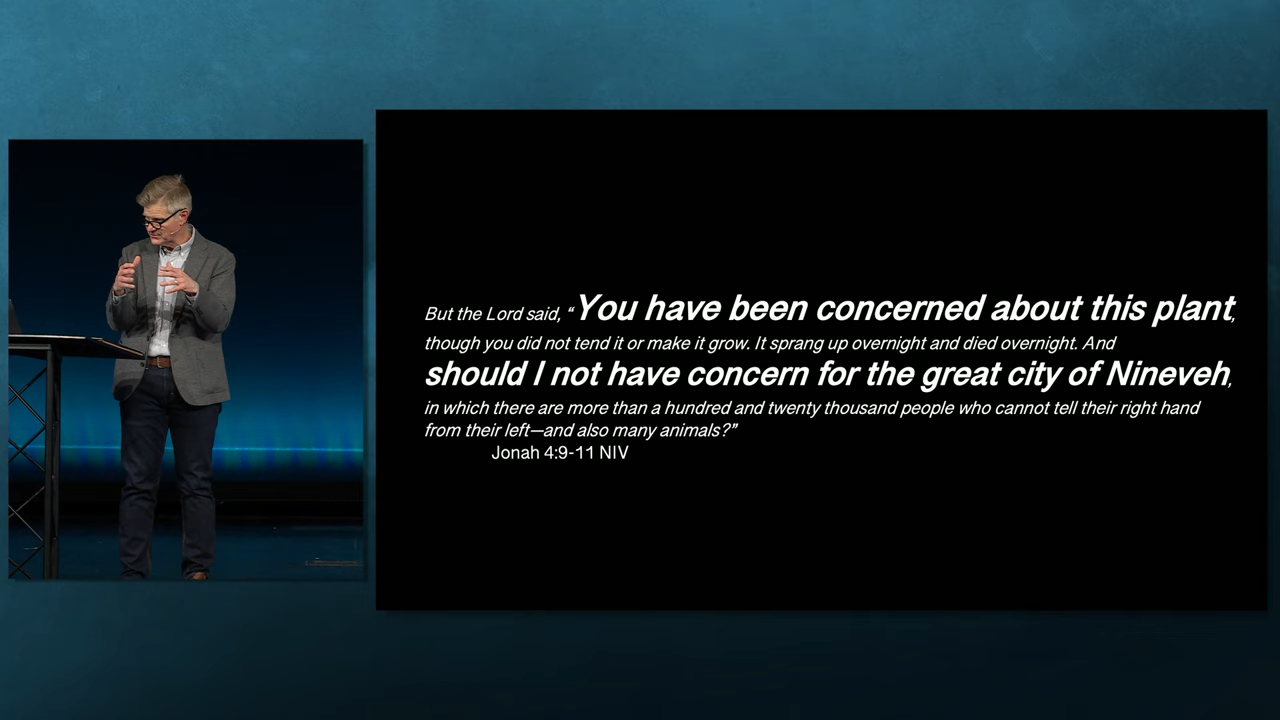 But the Lord said, “You have been concerned about this plant,
though you did not tend it or make it grow. It sprang up overnight and died overnight. And
should I not have concern for the great city of Nineveh,
in which there are more than a hundred and twenty thousand people who cannot tell their right hand
from their left—and also many animals?”
Jonah 4:9-11 NIV